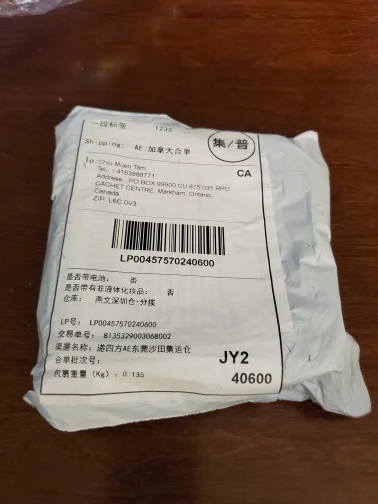 一段标签 1232
集/普
Shipping: AE 加拿大合单
To: Chiu-Muen Tam
CA
Tel: / 4163888771
Address: PO BOX 99900 CU 875 031 RPO
CACHET CENTRE, Markham, Ontario,
Canada
ZIP: L6C 0V3
LP00457570240600
是否带电池: 否
是否带有非液体化妆品: 否
仓库: 燕文深圳仓-分拨
LP号: LP00457570240600
交易单号: 8135329003068002
渠道名称: 递四方AE东莞沙田集运仓
合单批次号:
JY2
包裹重量(Kg): 0.135
40600